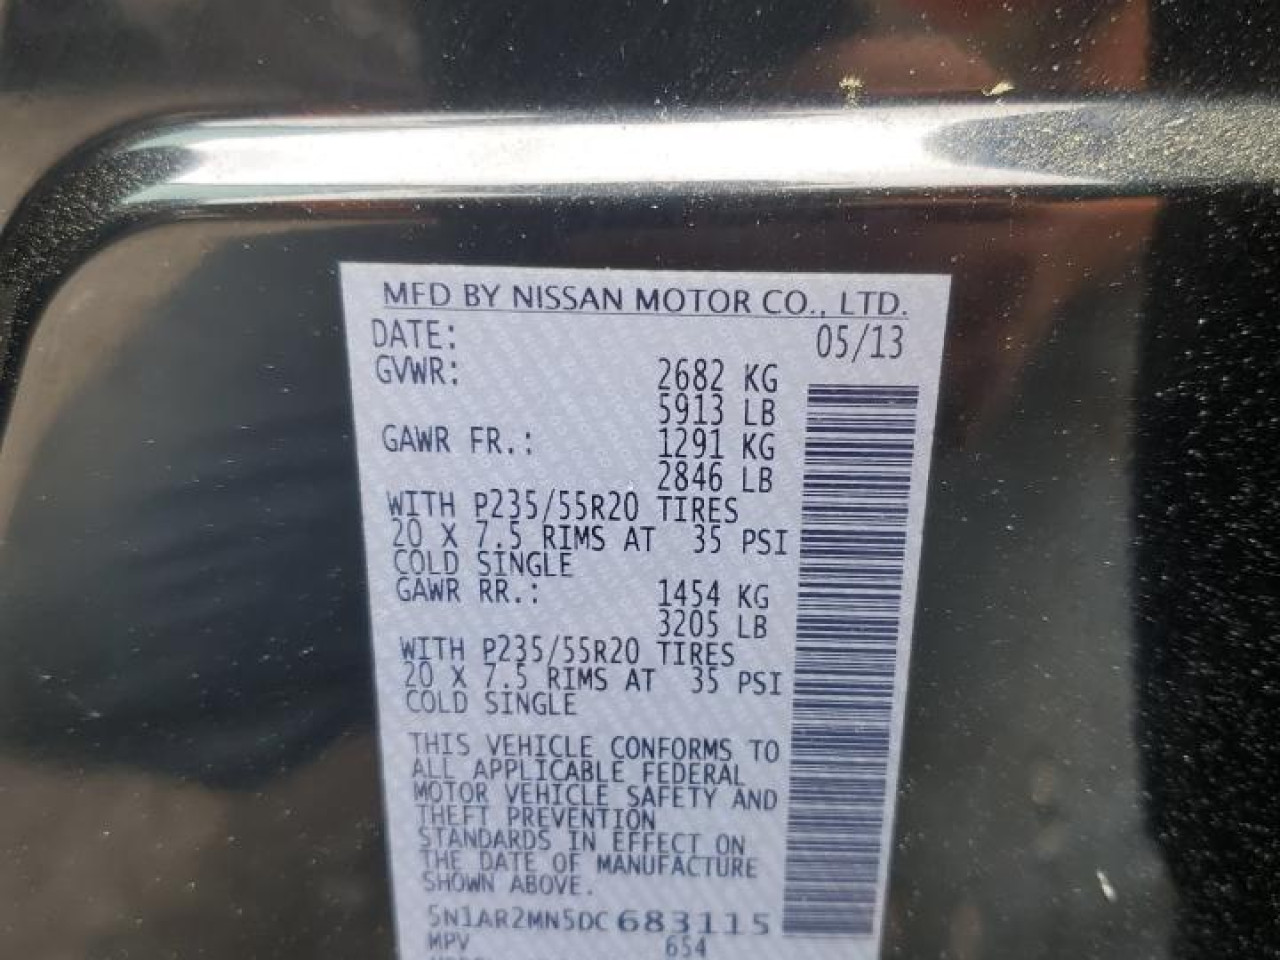 MFD BY NISSAN MOTOR CO., LTD.
DATE: 05/13
GVWR: 2682 KG
5913 LB
GAWR FR.: 1291 KG
2846 LB
WITH P235/55R20 TIRES
20 X 7.5 RIMS AT 35 PSI
COLD SINGLE
GAWR RR.: 1454 KG
3205 LB
WITH P235/55R20 TIRES
20 X 7.5 RIMS AT 35 PSI
COLD SINGLE
THIS VEHICLE CONFORMS TO
ALL APPLICABLE FEDERAL
MOTOR VEHICLE SAFETY AND
THEFT PREVENTION
STANDARDS IN EFFECT ON
THE DATE OF MANUFACTURE
SHOWN ABOVE.
5N1AR2MN5DC683115
MPV 654